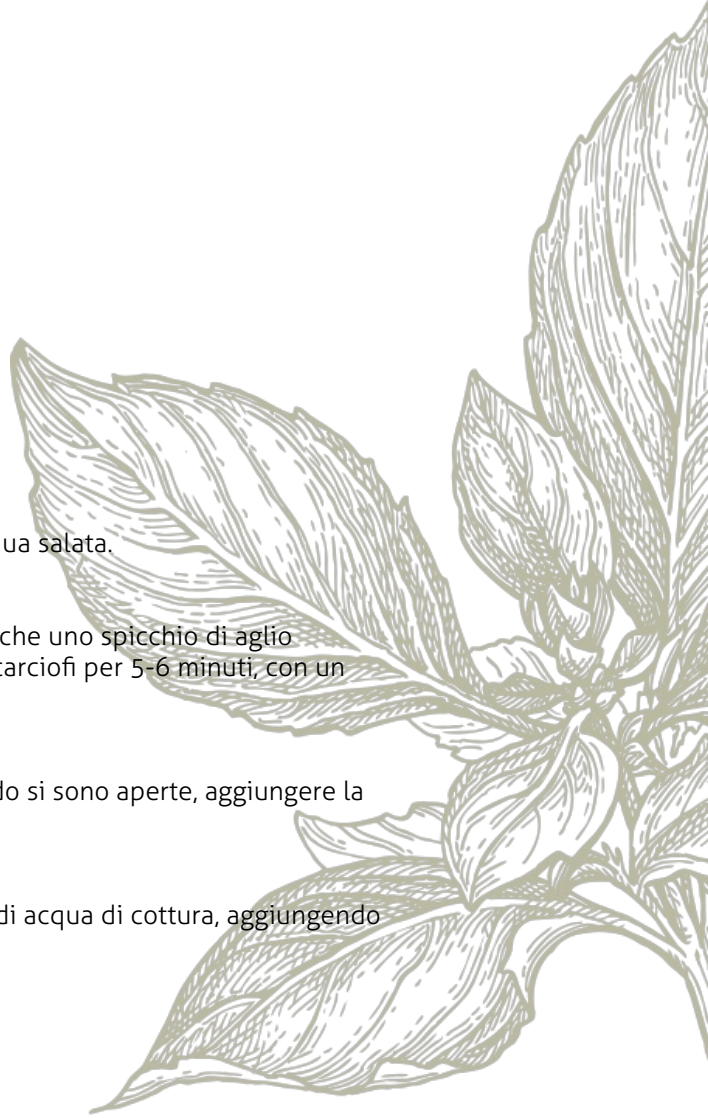 ua salata.
che uno spicchio di aglio
carciofi per 5-6 minuti, con un
do si sono aperte, aggiungere la
di acqua di cottura, aggiungendo